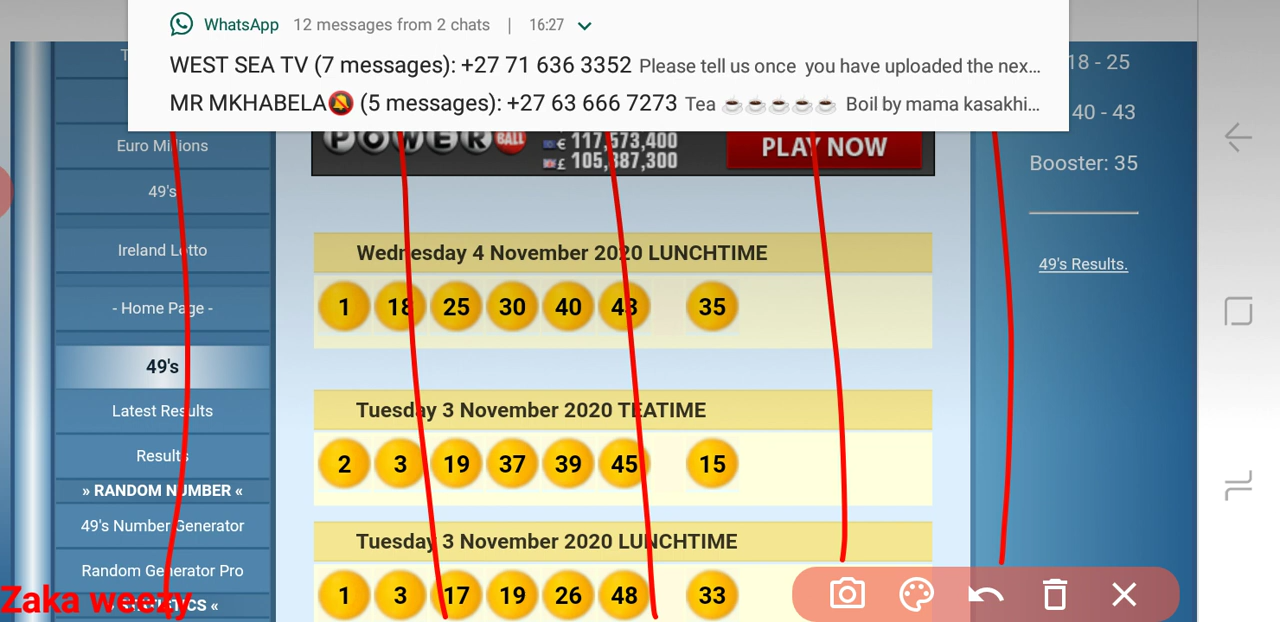 WhatsApp 12 messages from 2 chats | 16:27
WEST SEA TV (7 messages): +27 71 636 3352 Please tell us once you have uploaded the nex...
MR MKHABELA🔕 (5 messages): +27 63 666 7273 Tea ☕☕☕☕☕ Boil by mama kasakhi...
18 - 25
40 - 43
Booster: 35
49's Results.
POWER BALL
€ 117,573,400
£ 105,387,300
PLAY NOW
Euro Millions
49's
Ireland Lotto
- Home Page -
49's
Latest Results
Results
» RANDOM NUMBER «
49's Number Generator
Random Generator Pro
Zaka weezy
Wednesday 4 November 2020 LUNCHTIME
1 18 25 30 40 43 35
Tuesday 3 November 2020 TEATIME
2 3 19 37 39 45 15
Tuesday 3 November 2020 LUNCHTIME
1 3 17 19 26 48 33